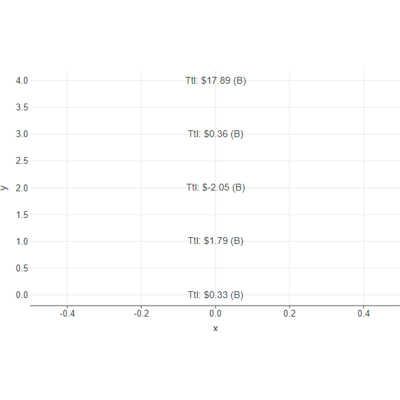 4.0
Ttl: $17.89 (B)
3.5
3.0
Ttl: $0.36 (B)
2.5
y
2.0
Ttl: $-2.05 (B)
1.5
1.0
Ttl: $1.79 (B)
0.5
0.0
Ttl: $0.33 (B)
-0.4 -0.2 0.0 0.2 0.4
x